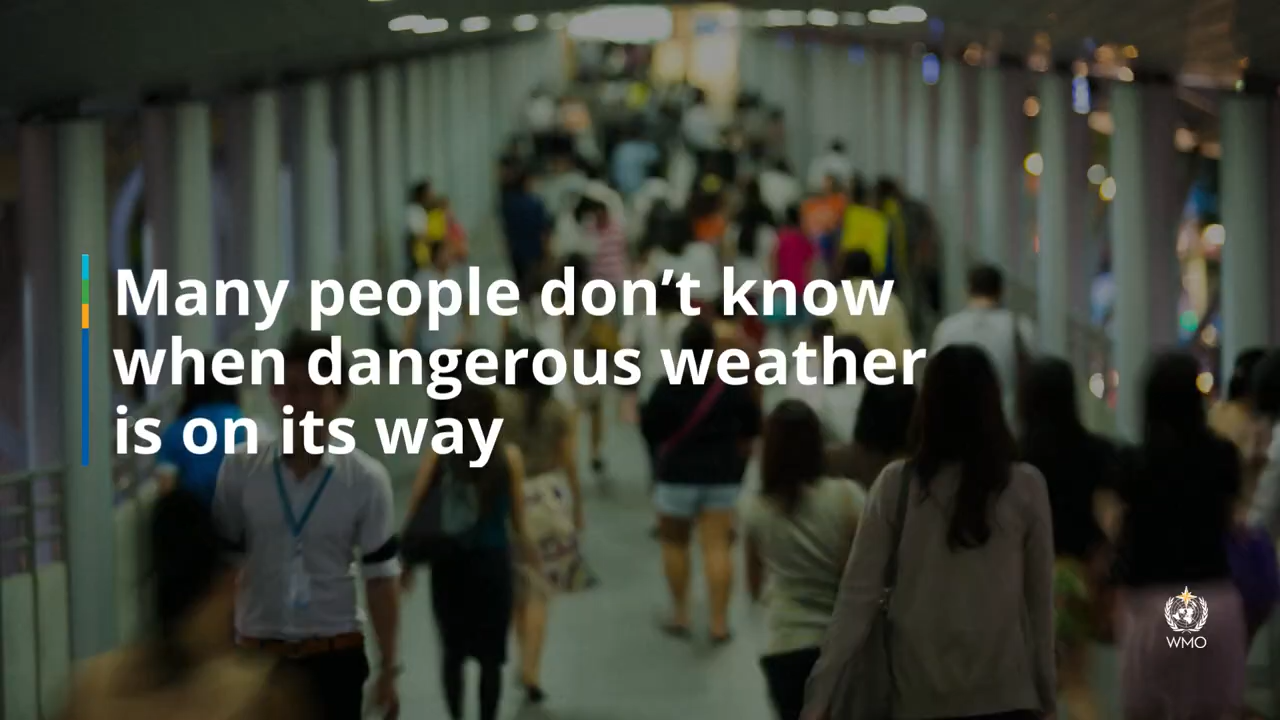 Many people don’t know
when dangerous weather
is on its way
WMO